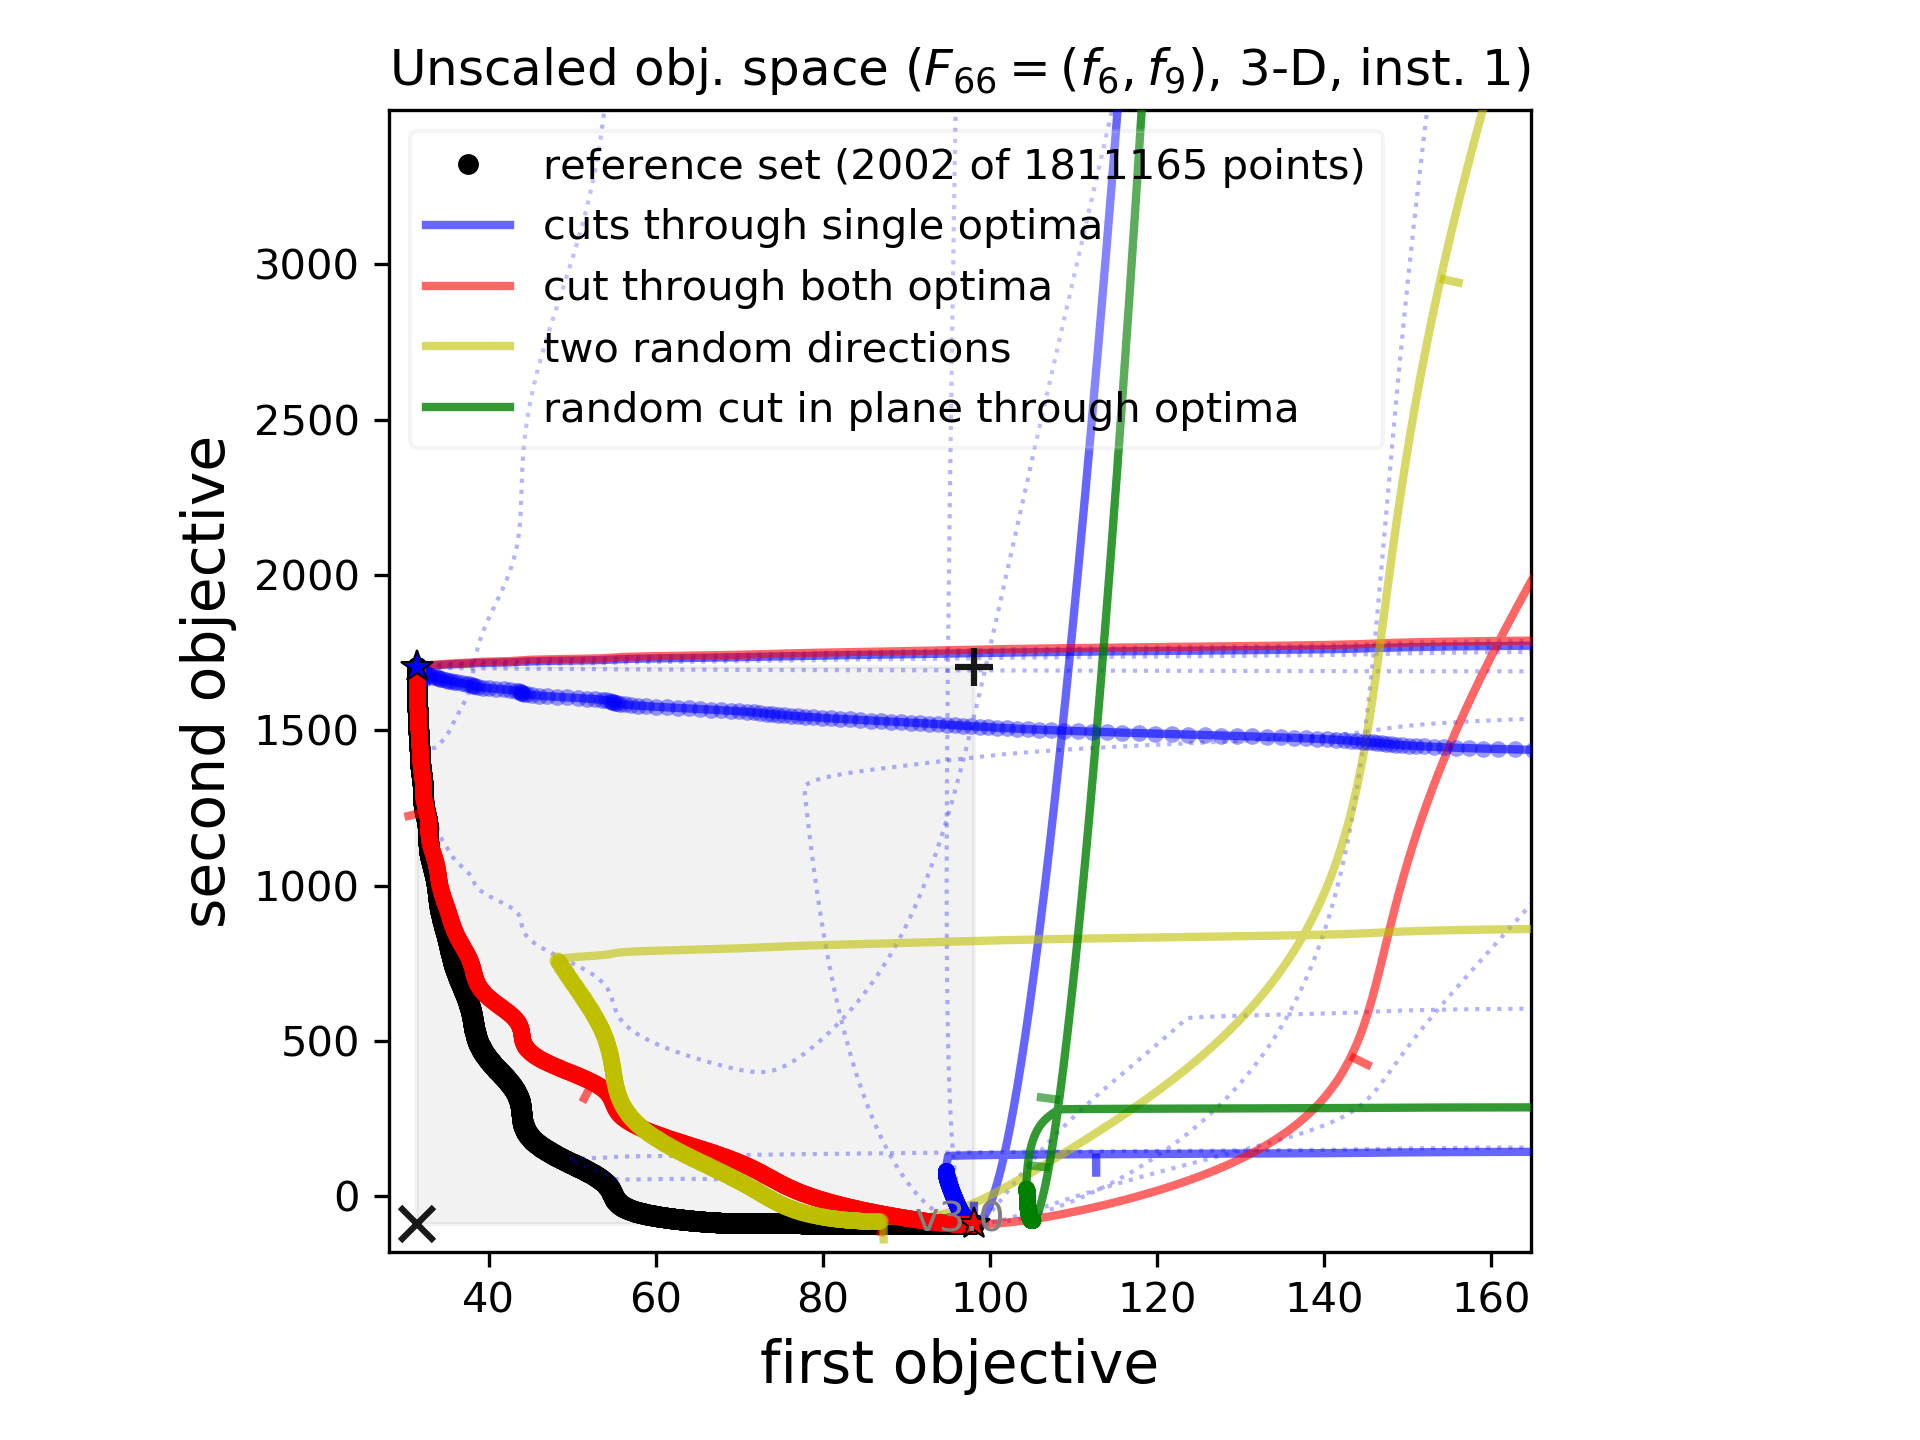 Unscaled obj. space (F66 = (f6, f9), 3-D, inst. 1)
reference set (2002 of 1811165 points)
cuts through single optima
cut through both optima
two random directions
random cut in plane through optima
second objective
3000
2500
2000
1500
1000
500
0
v3.0
40 60 80 100 120 140 160
first objective